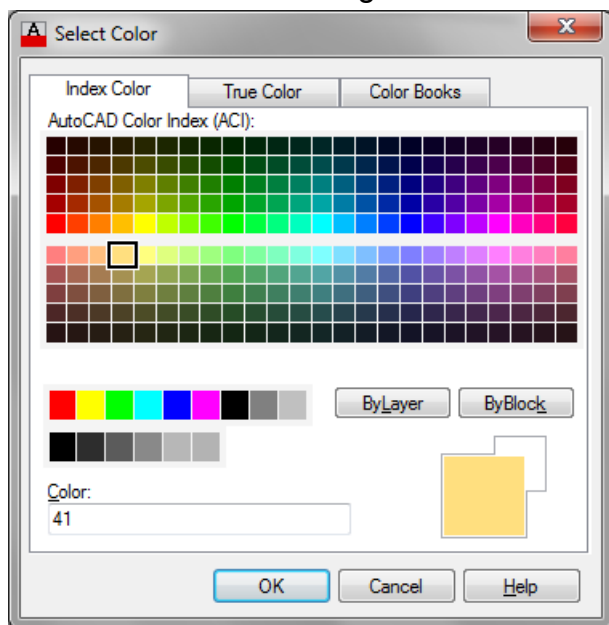 Select Color
Index Color True Color Color Books
AutoCAD Color Index (ACI):
ByLayer ByBlock
Color:
41
OK Cancel Help